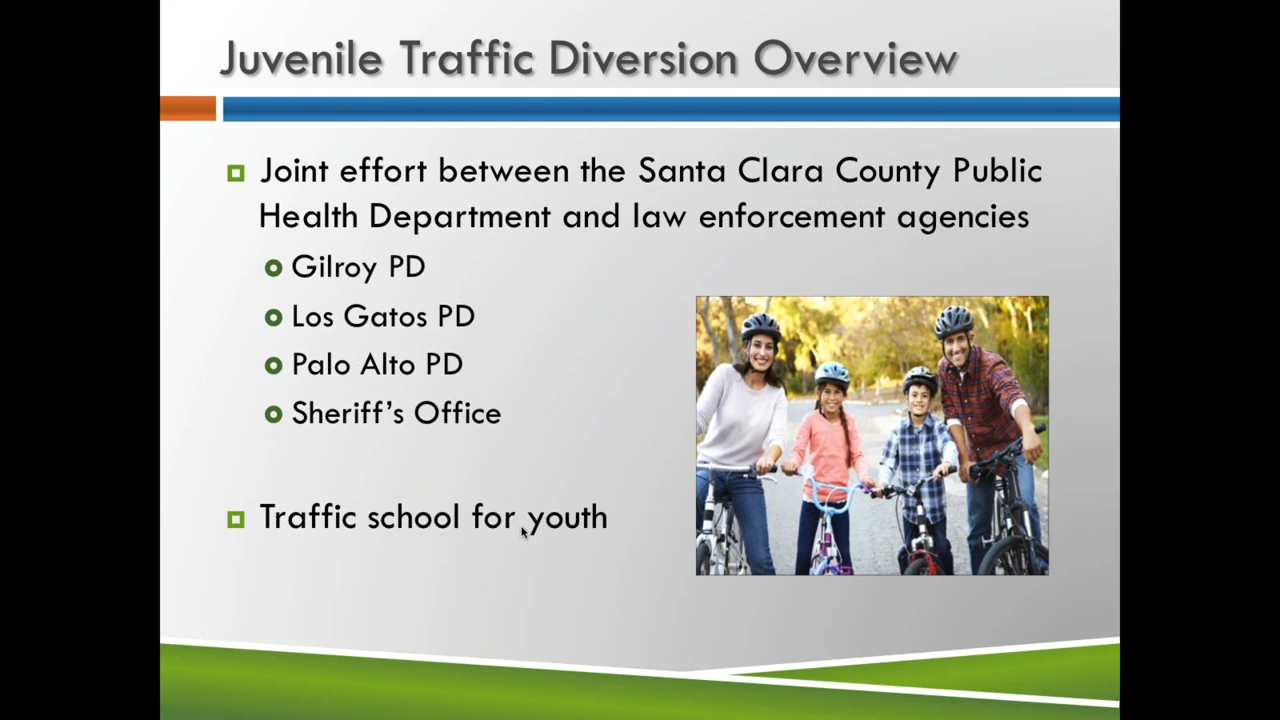 Juvenile Traffic Diversion Overview
Joint effort between the Santa Clara County Public
Health Department and law enforcement agencies
Gilroy PD
Los Gatos PD
Palo Alto PD
Sheriff’s Office
Traffic school for youth